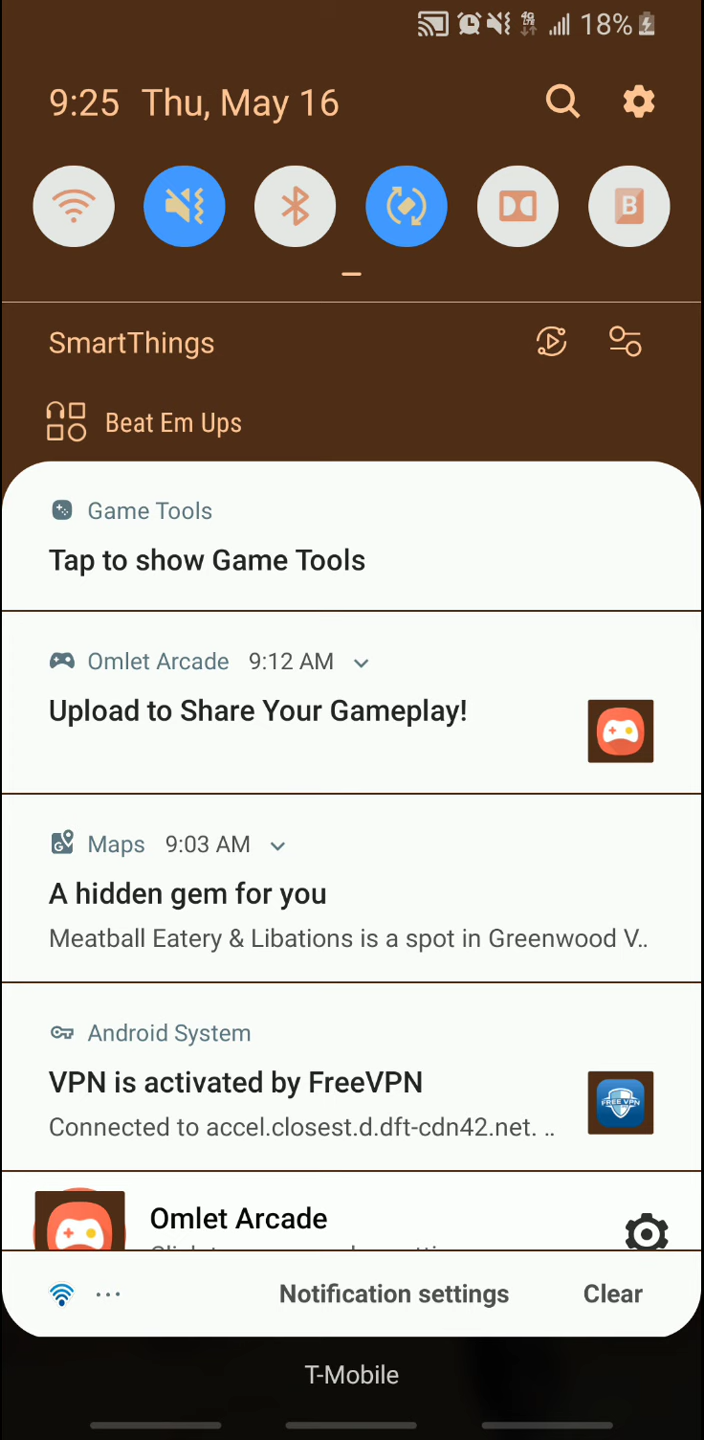 18%
9:25 Thu, May 16
B
SmartThings
Beat Em Ups
Game Tools
Tap to show Game Tools
Omlet Arcade 9:12 AM
Upload to Share Your Gameplay!
Maps 9:03 AM
A hidden gem for you
Meatball Eatery & Libations is a spot in Greenwood V..
Android System
VPN is activated by FreeVPN
FREE VPN
Connected to accel.closest.d.dft-cdn42.net. ..
Omlet Arcade
Notification settings Clear
T-Mobile